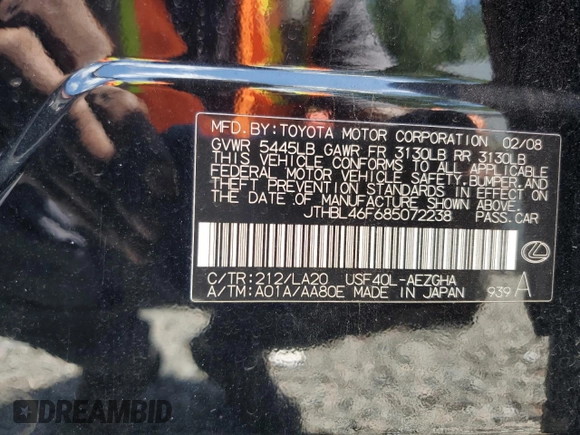 MFD. BY: TOYOTA MOTOR CORPORATION 02/08
GVWR 5445LB GAWR FR 3130LB RR 3130LB
THIS VEHICLE CONFORMS TO ALL APPLICABLE
FEDERAL MOTOR VEHICLE SAFETY, BUMPER, AND
THEFT PREVENTION STANDARDS IN EFFECT ON
THE DATE OF MANUFACTURE SHOWN ABOVE.
JTHBL46F685072238 PASS. CAR
C/TR: 212/LA20 USF40L-AEZGHA
A/TM: A01A/AA80E MADE IN JAPAN 939 A
DREAMBID